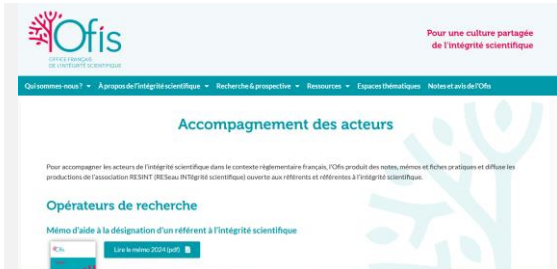 Ofis
OFFICE FRANÇAIS
DE L'INTÉGRITÉ SCIENTIFIQUE
Pour une culture partagée
de l'intégrité scientifique
Qui sommes-nous ? À propos de l'intégrité scientifique Recherche & prospective Ressources Espaces thématiques Notes et avis de l'Ofis
Accompagnement des acteurs
Pour accompagner les acteurs de l'intégrité scientifique dans le contexte règlementaire français, l'Ofis produit des notes, mémos et fiches pratiques et diffuse les
productions de l'association RESINT (RESeau INTégrité scientifique) ouverte aux référents et référentes à l'intégrité scientifique.
Opérateurs de recherche
Mémo d'aide à la désignation d'un référent à l'intégrité scientifique
Ofis
Lire le mémo 2024 (pdf)